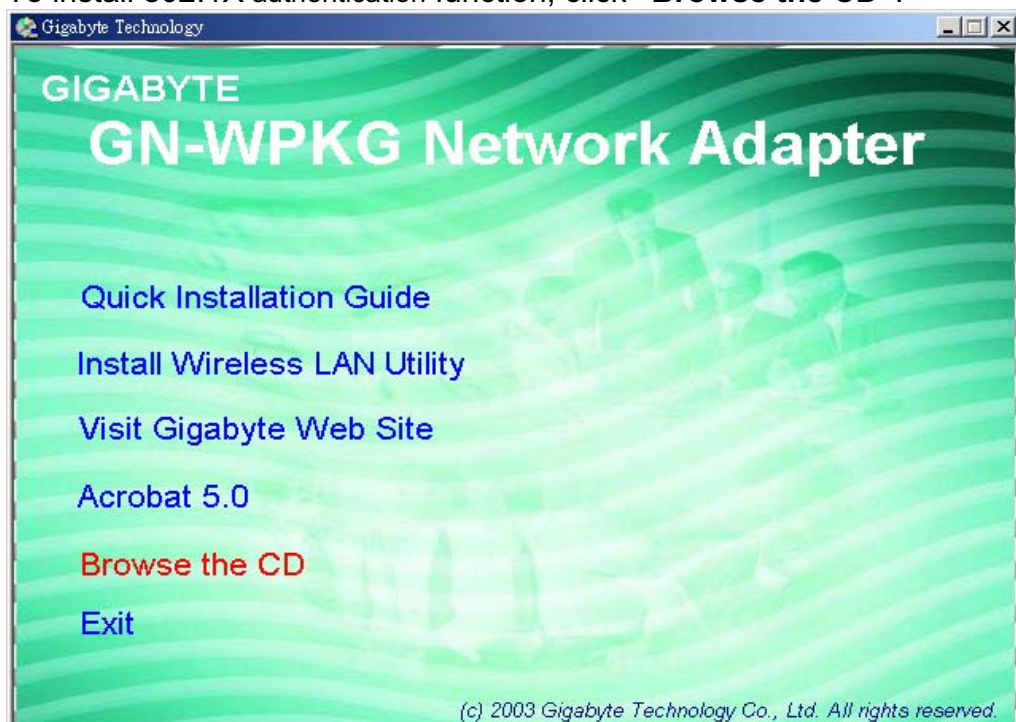 To install 802.1X authentication function, click "Browse the CD".
Gigabyte Technology
GIGABYTE
GN-WPKG Network Adapter
Quick Installation Guide
Install Wireless LAN Utility
Visit Gigabyte Web Site
Acrobat 5.0
Browse the CD
Exit
(c) 2003 Gigabyte Technology Co., Ltd. All rights reserved.